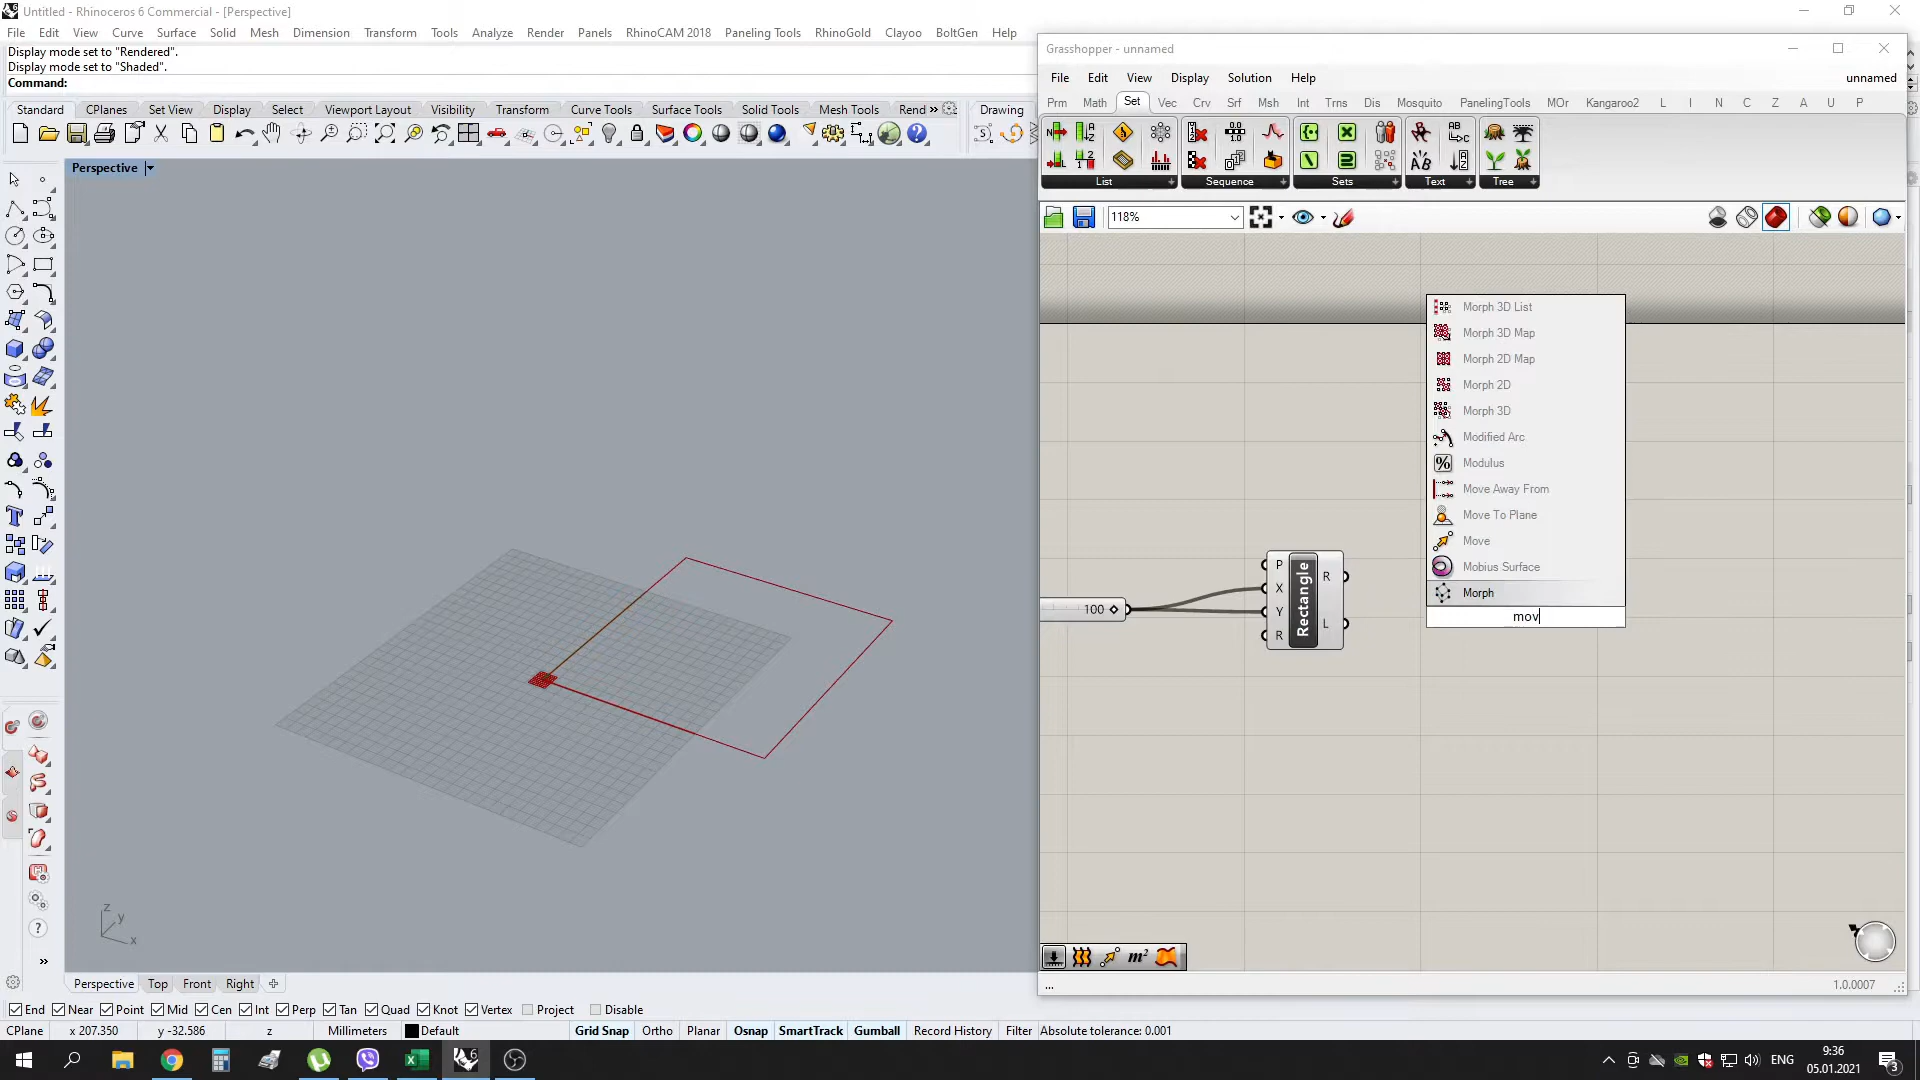 Untitled - Rhinoceros 6 Commercial - [Perspective]
File Edit View Curve Surface Solid Mesh Dimension Transform Tools Analyze Render Panels RhinoCAM 2018 Paneling Tools RhinoGold Clayoo BoltGen Help
Display mode set to "Rendered".
Display mode set to "Shaded".
Command:
Standard CPlanes Set View Display Select Viewport Layout Visibility Transform Curve Tools Surface Tools Solid Tools Mesh Tools Rend » Drawing
Perspective
z
y
x
Perspective Top Front Right
End Near Point Mid Cen Int Perp Tan Quad Knot Vertex Project Disable
CPlane x 207.350 y -32.586 z Millimeters Default Grid Snap Ortho Planar Osnap SmartTrack Gumball Record History Filter Absolute tolerance: 0.001
Grasshopper - unnamed
File Edit View Display Solution Help unnamed
Prm Math Set Vec Crv Srf Msh Int Trns Dis Mosquito PanelingTools MOr Kangaroo2 L I N C Z A U P
List Sequence Sets Text Tree
118%
Morph 3D List
Morph 3D Map
Morph 2D Map
Morph 2D
Morph 3D
Modified Arc
Modulus
Move Away From
Move To Plane
Move
Mobius Surface
Morph
mov
100
P
X
Y
R
Rectangle
R
L
m²
... 1.0.0007
ENG
9:36
05.01.2021
3